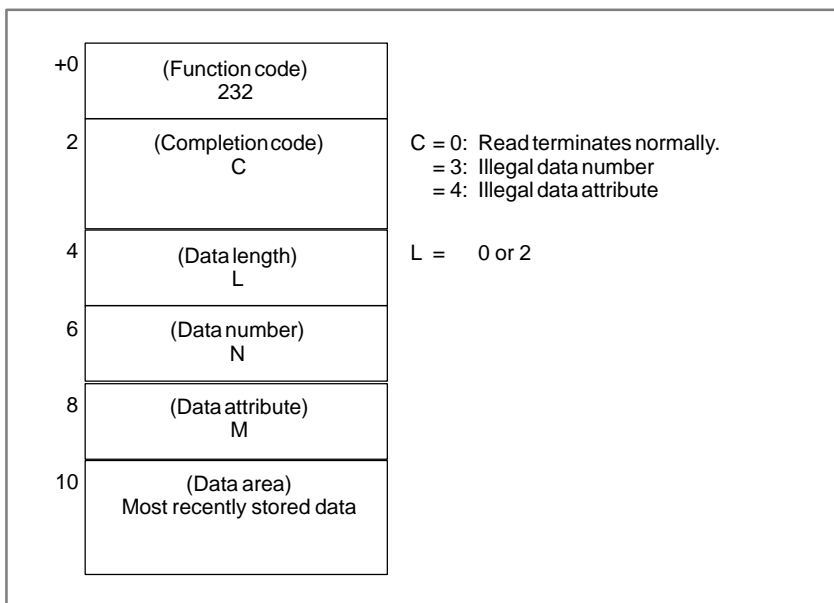 +0
(Function code)
232
2
(Completion code)
C
C = 0: Read terminates normally.
= 3: Illegal data number
= 4: Illegal data attribute
4
(Data length)
L
L = 0 or 2
6
(Data number)
N
8
(Data attribute)
M
10
(Data area)
Most recently stored data